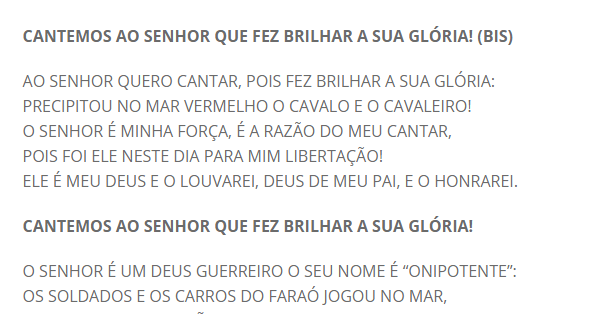 CANTEMOS AO SENHOR QUE FEZ BRILHAR A SUA GLÓRIA! (BIS)
AO SENHOR QUERO CANTAR, POIS FEZ BRILHAR A SUA GLÓRIA:
PRECIPITOU NO MAR VERMELHO O CAVALO E O CAVALEIRO!
O SENHOR É MINHA FORÇA, É A RAZÃO DO MEU CANTAR,
POIS FOI ELE NESTE DIA PARA MIM LIBERTAÇÃO!
ELE É MEU DEUS E O LOUVAREI, DEUS DE MEU PAI, E O HONRAREI.
CANTEMOS AO SENHOR QUE FEZ BRILHAR A SUA GLÓRIA!
O SENHOR É UM DEUS GUERREIRO O SEU NOME É “ONIPOTENTE”:
OS SOLDADOS E OS CARROS DO FARAÓ JOGOU NO MAR,